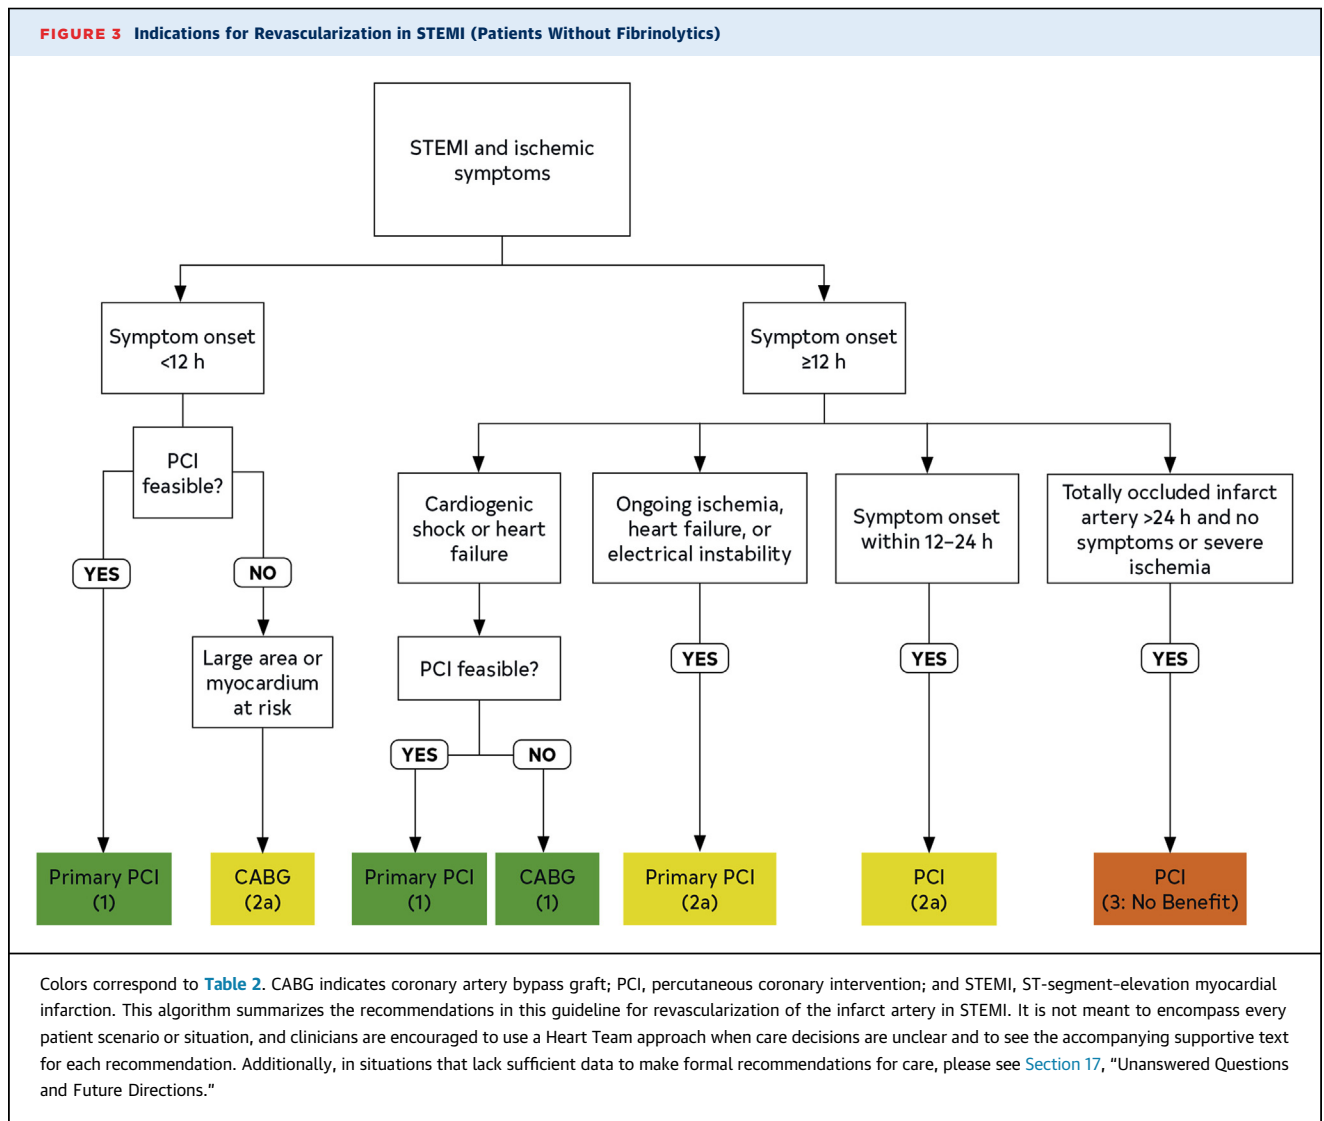 FIGURE 3 Indications for Revascularization in STEMI (Patients Without Fibrinolytics)
STEMI and ischemic
symptoms
Symptom onset
<12 h
Symptom onset
≥12 h
PCI
feasible?
YES
NO
Large area or
myocardium
at risk
Cardiogenic
shock or heart
failure
PCI feasible?
YES
NO
Ongoing ischemia,
heart failure, or
electrical instability
YES
Symptom onset
within 12–24 h
YES
Totally occluded infarct
artery >24 h and no
symptoms or severe
ischemia
YES
Primary PCI
(1)
CABG
(2a)
Primary PCI
(1)
CABG
(1)
Primary PCI
(2a)
PCI
(2a)
PCI
(3: No Benefit)
Colors correspond to Table 2. CABG indicates coronary artery bypass graft; PCI, percutaneous coronary intervention; and STEMI, ST-segment–elevation myocardial
infarction. This algorithm summarizes the recommendations in this guideline for revascularization of the infarct artery in STEMI. It is not meant to encompass every
patient scenario or situation, and clinicians are encouraged to use a Heart Team approach when care decisions are unclear and to see the accompanying supportive text
for each recommendation. Additionally, in situations that lack sufficient data to make formal recommendations for care, please see Section 17, “Unanswered Questions
and Future Directions.”